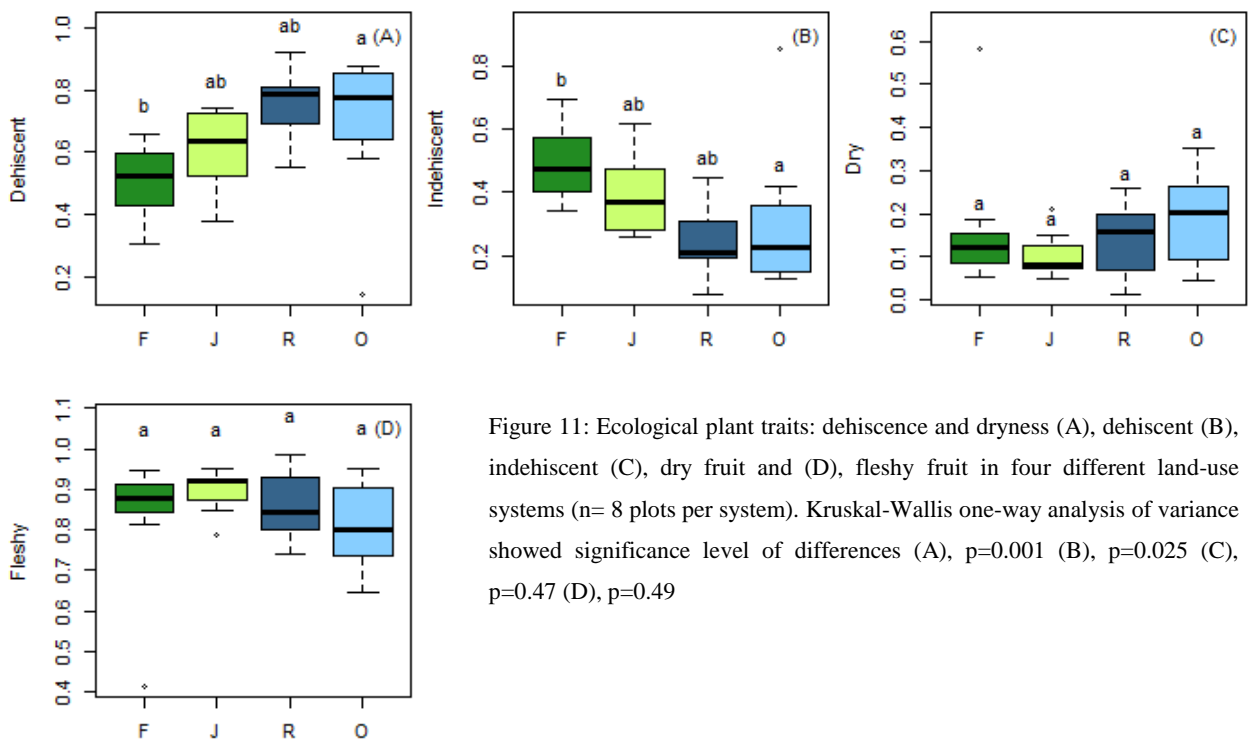 (A)
Dehiscent
1.0
0.8
0.6
0.4
0.2
b
ab
ab
a
F
J
R
O
(B)
Indehiscent
0.8
0.6
0.4
0.2
b
ab
ab
a
F
J
R
O
(C)
Dry
0.6
0.5
0.4
0.3
0.2
0.1
0.0
a
a
a
a
F
J
R
O
(D)
Fleshy
1.1
1.0
0.9
0.8
0.7
0.6
0.5
0.4
a
a
a
a
F
J
R
O
Figure 11: Ecological plant traits: dehiscence and dryness (A), dehiscent (B),
indehiscent (C), dry fruit and (D), fleshy fruit in four different land-use
systems (n= 8 plots per system). Kruskal-Wallis one-way analysis of variance
showed significance level of differences (A), p=0.001 (B), p=0.025 (C),
p=0.47 (D), p=0.49